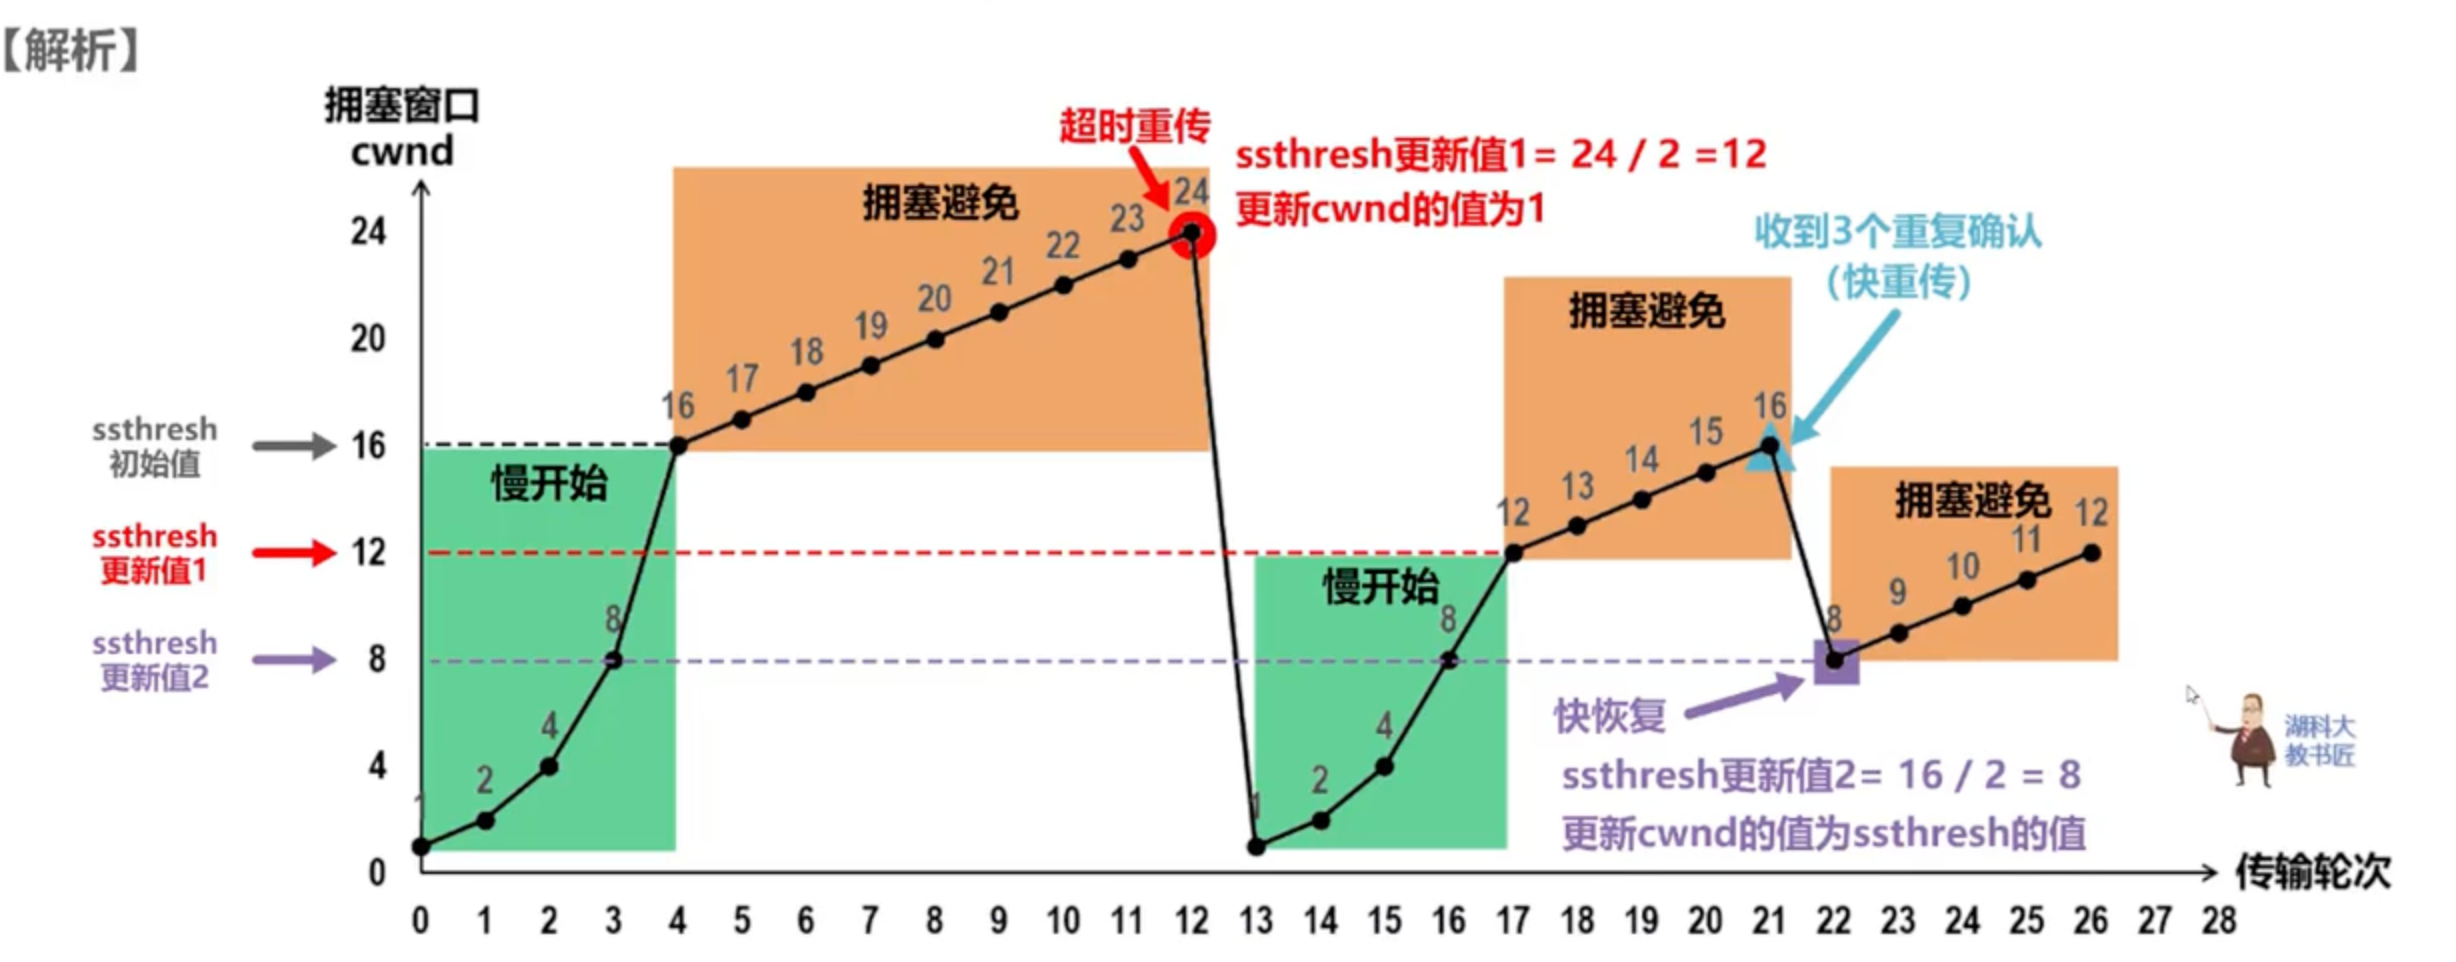 【解析】
拥塞窗口
cwnd
超时重传
ssthresh更新值1= 24 / 2 =12
更新cwnd的值为1
收到3个重复确认
(快重传)
拥塞避免
拥塞避免
拥塞避免
慢开始
慢开始
ssthresh
初始值
ssthresh
更新值1
ssthresh
更新值2
24
20
16
12
8
4
0
1
2
4
8
16
17
18
19
20
21
22
23
24
1
2
4
8
12
13
14
15
16
8
9
10
11
12
快恢复
ssthresh更新值2= 16 / 2 = 8
更新cwnd的值为ssthresh的值
湖科大
教书匠
传输轮次
0 1 2 3 4 5 6 7 8 9 10 11 12 13 14 15 16 17 18 19 20 21 22 23 24 25 26 27 28